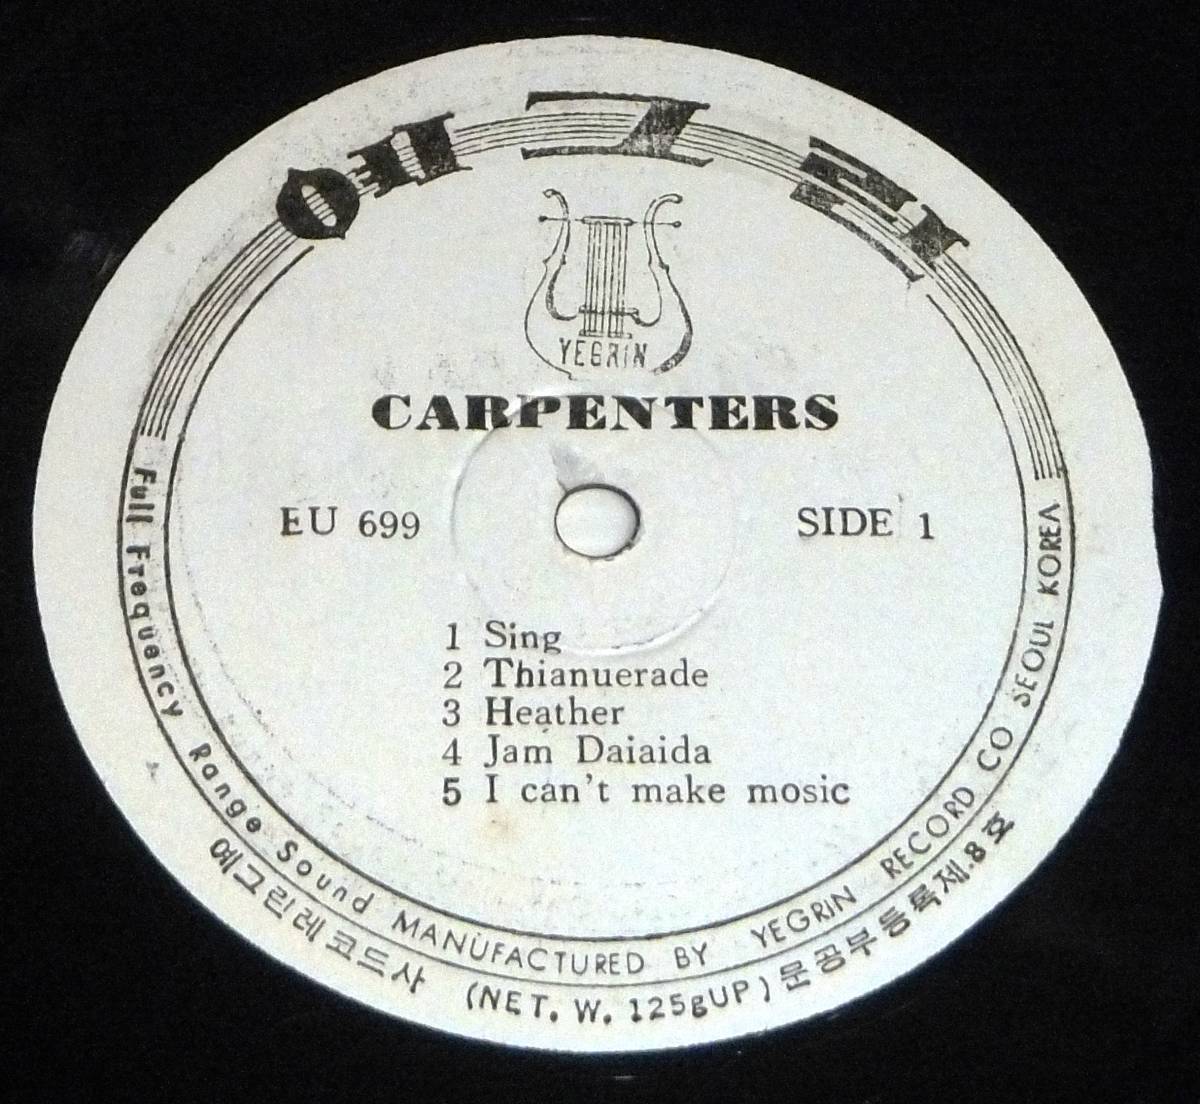 예그린
YEGRIN
CARPENTERS
EU 699
SIDE 1
1 Sing
2 Thianuerade
3 Heather
4 Jam Daiaida
5 I can't make mosic
Full Frequency Range Sound MANUFACTURED BY YEGRIN RECORD CO SEOUL KOREA
예그린레코드사 (NET. W. 125gUP)문공부등록제.8호